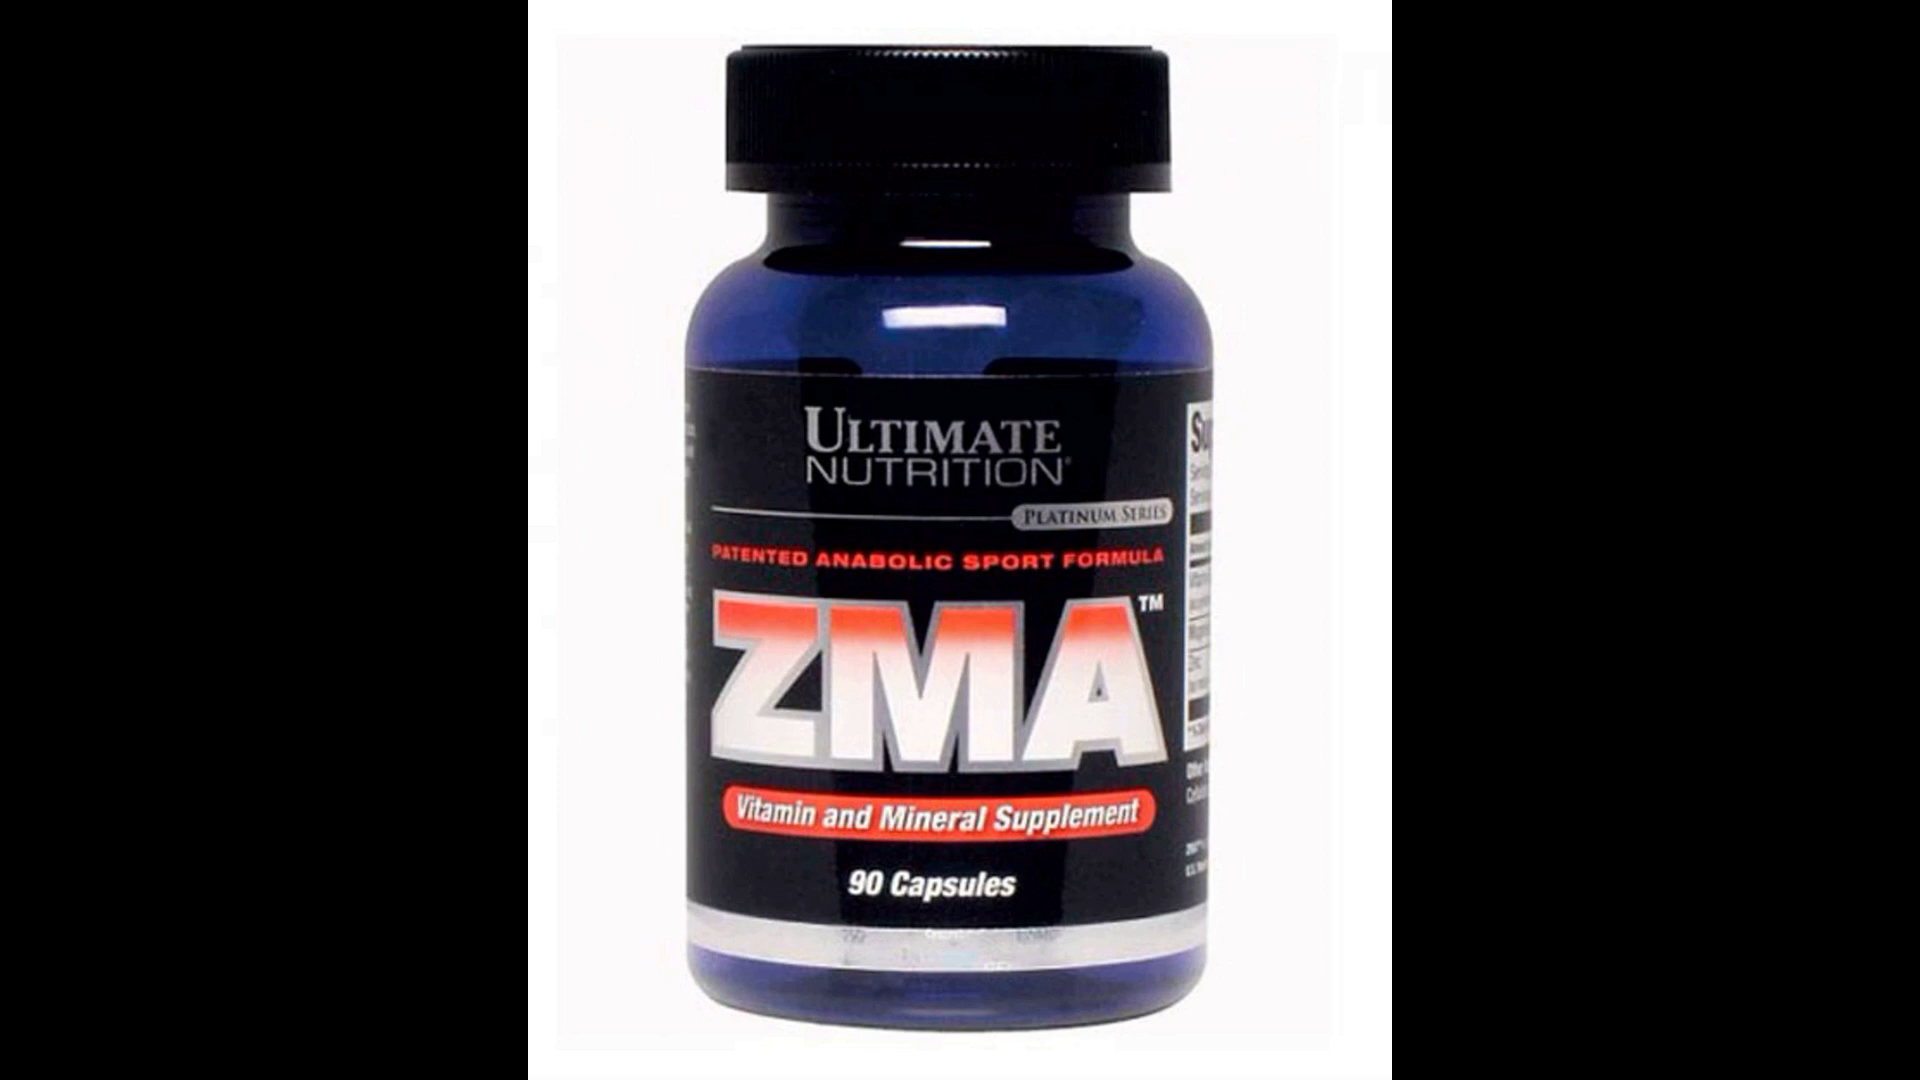 ULTIMATE
NUTRITION®
PLATINUM SERIES
PATENTED ANABOLIC SPORT FORMULA
ZMA™
Vitamin and Mineral Supplement
90 Capsules